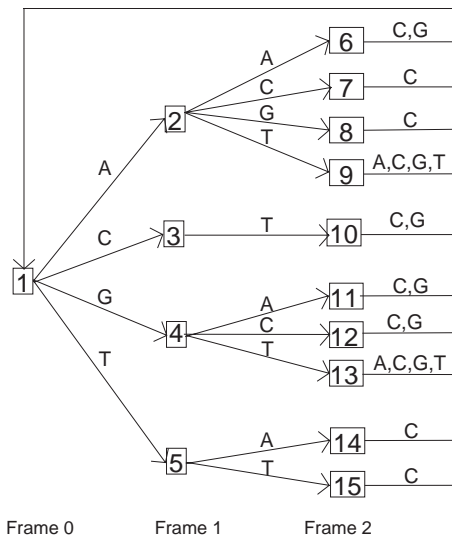 6 C,G
A
7 C
C
2 G 8 C
T
9 A,C,G,T
A
C 3 T 10 C,G
1
G A 11 C,G
4 C 12 C,G
T 13 A,C,G,T
T
A 14 C
5 T 15 C
Frame 0 Frame 1 Frame 2